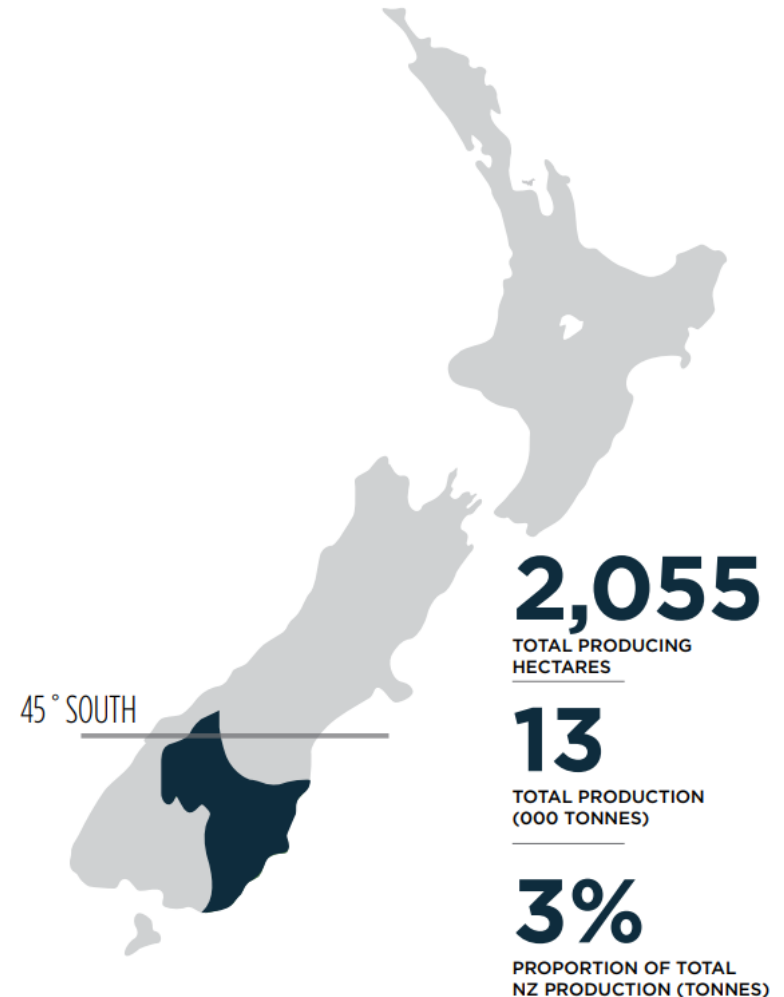 2,055
TOTAL PRODUCING
HECTARES
45° SOUTH
13
TOTAL PRODUCTION
(000 TONNES)
3%
PROPORTION OF TOTAL
NZ PRODUCTION (TONNES)